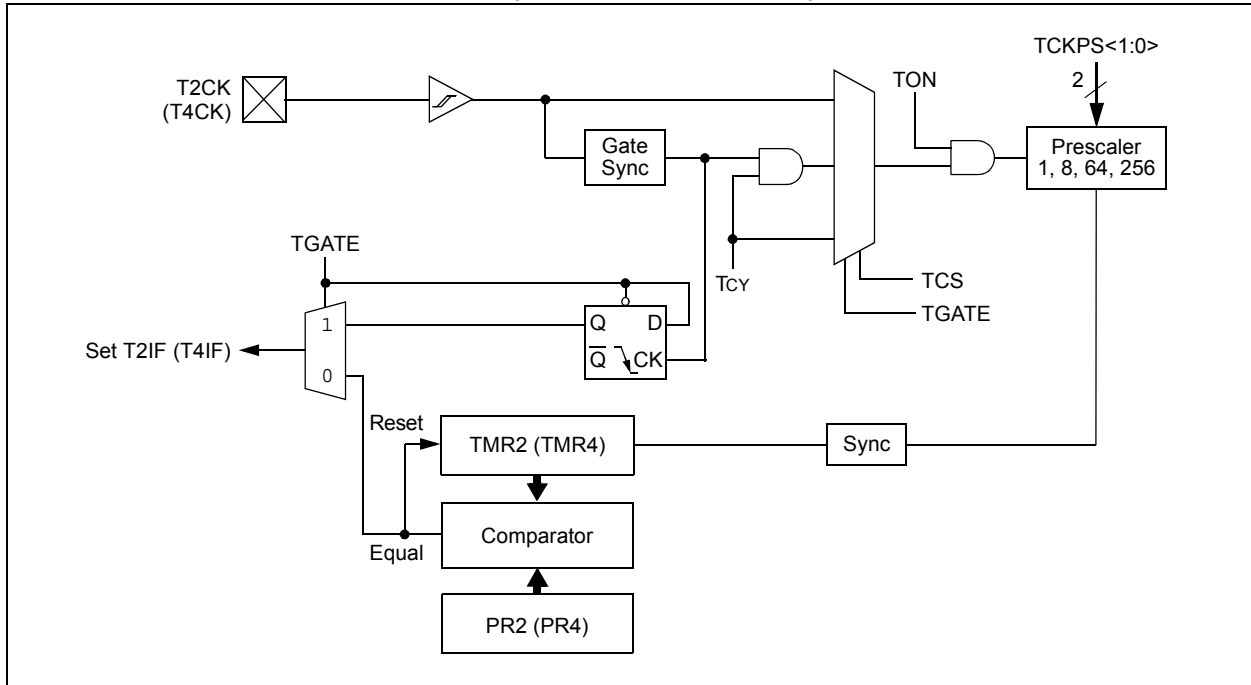 TCKPS<1:0>
2
T2CK
(T4CK)
TON
Gate
Sync
Prescaler
1, 8, 64, 256
TGATE
TCY
TCS
TGATE
1
Q
D
Set T2IF (T4IF)
Q̅
CK
0
Reset
TMR2 (TMR4)
Sync
Comparator
Equal
PR2 (PR4)